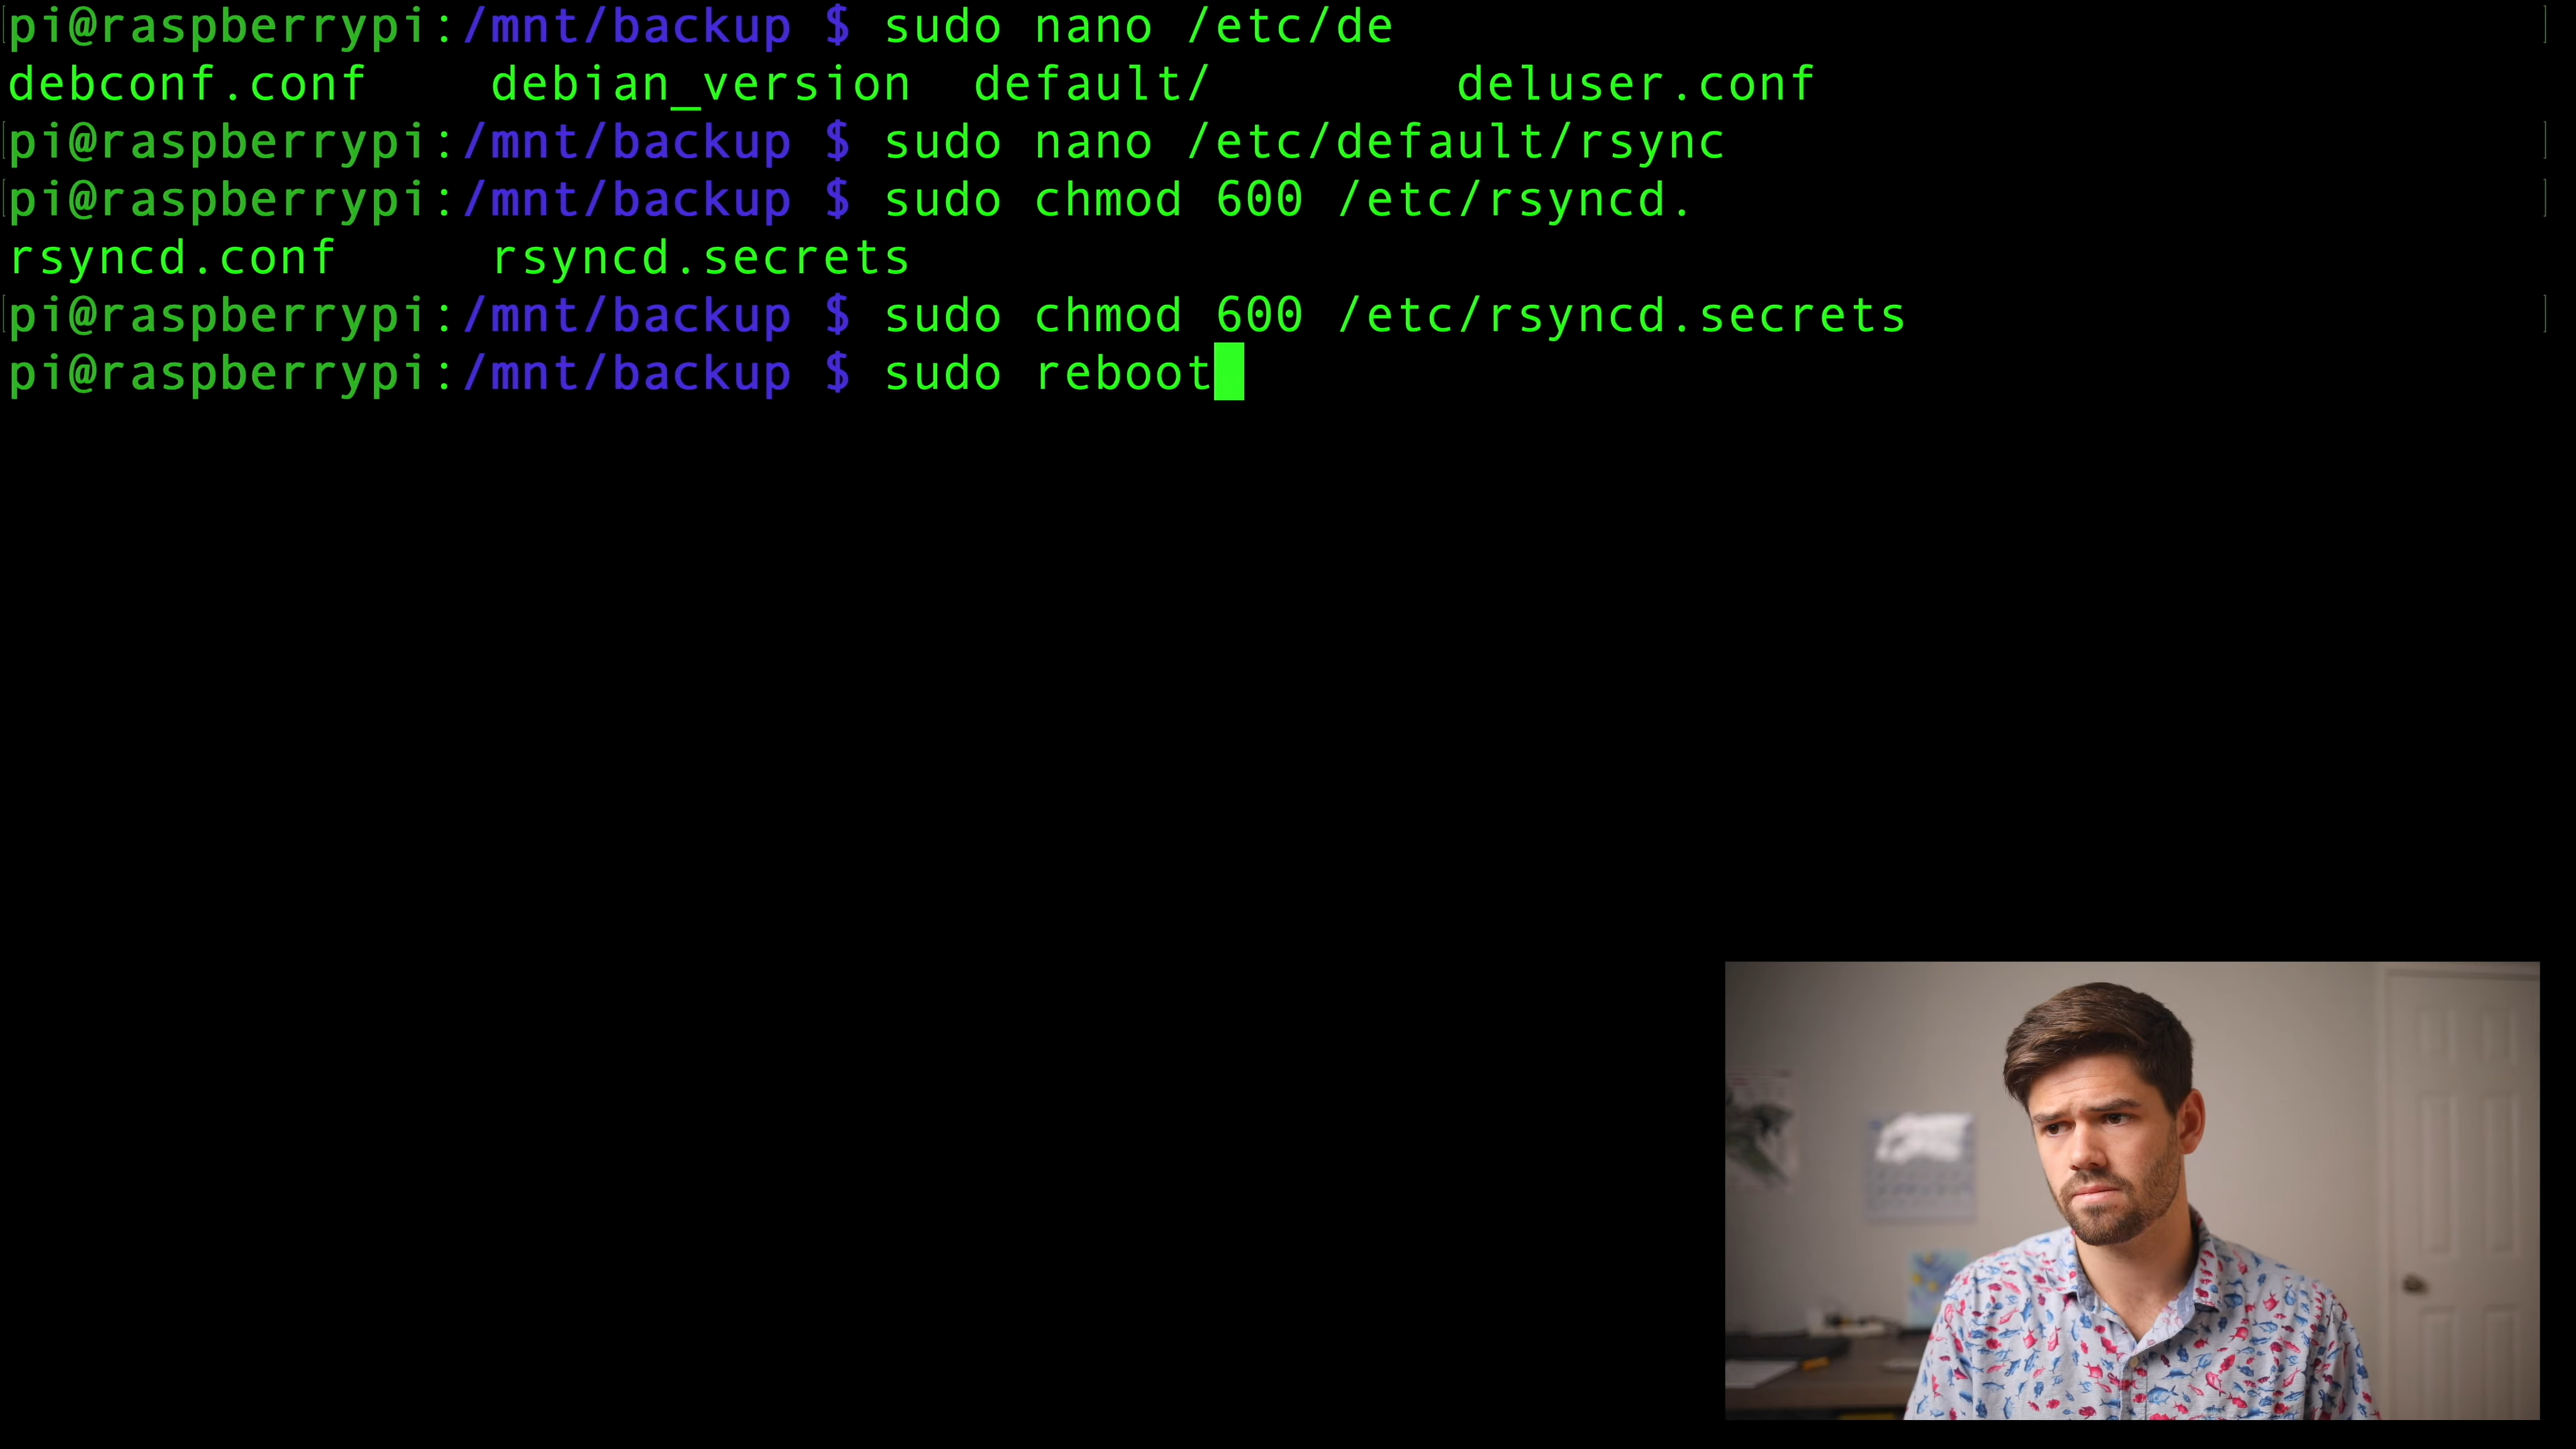 pi@raspberrypi:/mnt/backup $ sudo nano /etc/de
debconf.conf    debian_version  default/        deluser.conf
pi@raspberrypi:/mnt/backup $ sudo nano /etc/default/rsync
pi@raspberrypi:/mnt/backup $ sudo chmod 600 /etc/rsyncd.
rsyncd.conf     rsyncd.secrets
pi@raspberrypi:/mnt/backup $ sudo chmod 600 /etc/rsyncd.secrets
pi@raspberrypi:/mnt/backup $ sudo reboot